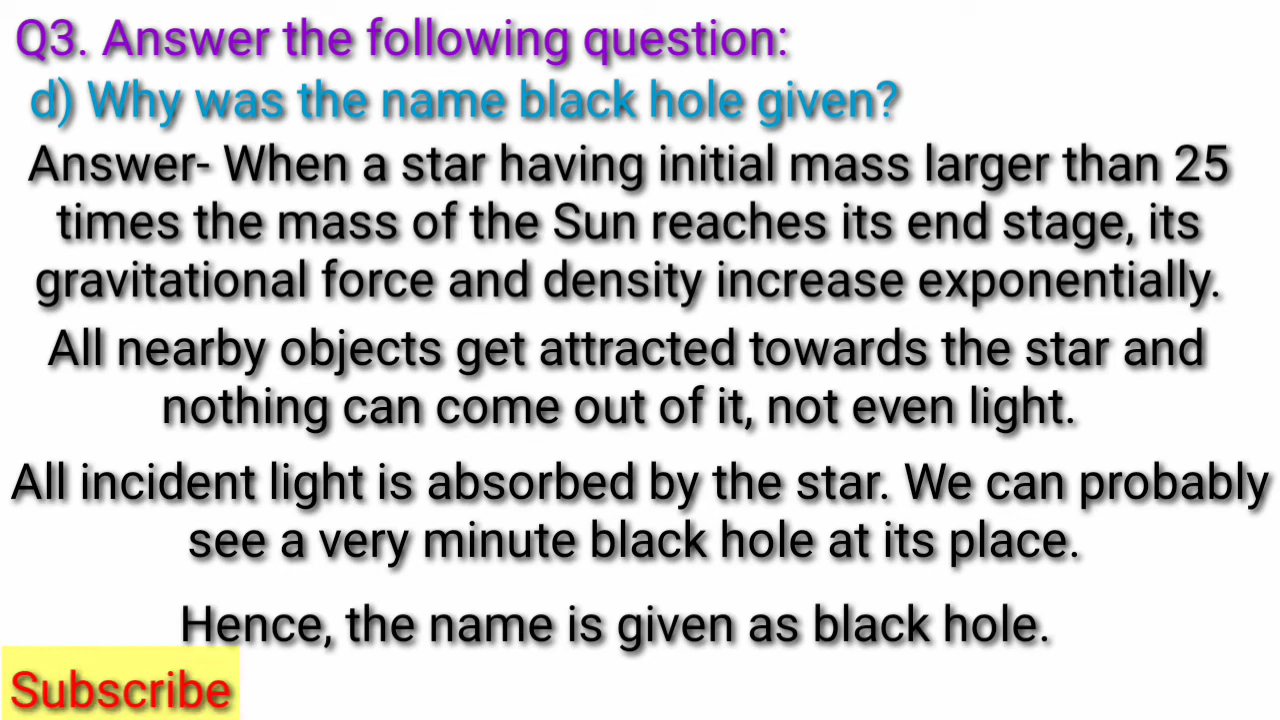 Q3. Answer the following question:
d) Why was the name black hole given?
Answer- When a star having initial mass larger than 25
times the mass of the Sun reaches its end stage, its
gravitational force and density increase exponentially.
All nearby objects get attracted towards the star and
nothing can come out of it, not even light.
All incident light is absorbed by the star. We can probably
see a very minute black hole at its place.
Hence, the name is given as black hole.
Subscribe